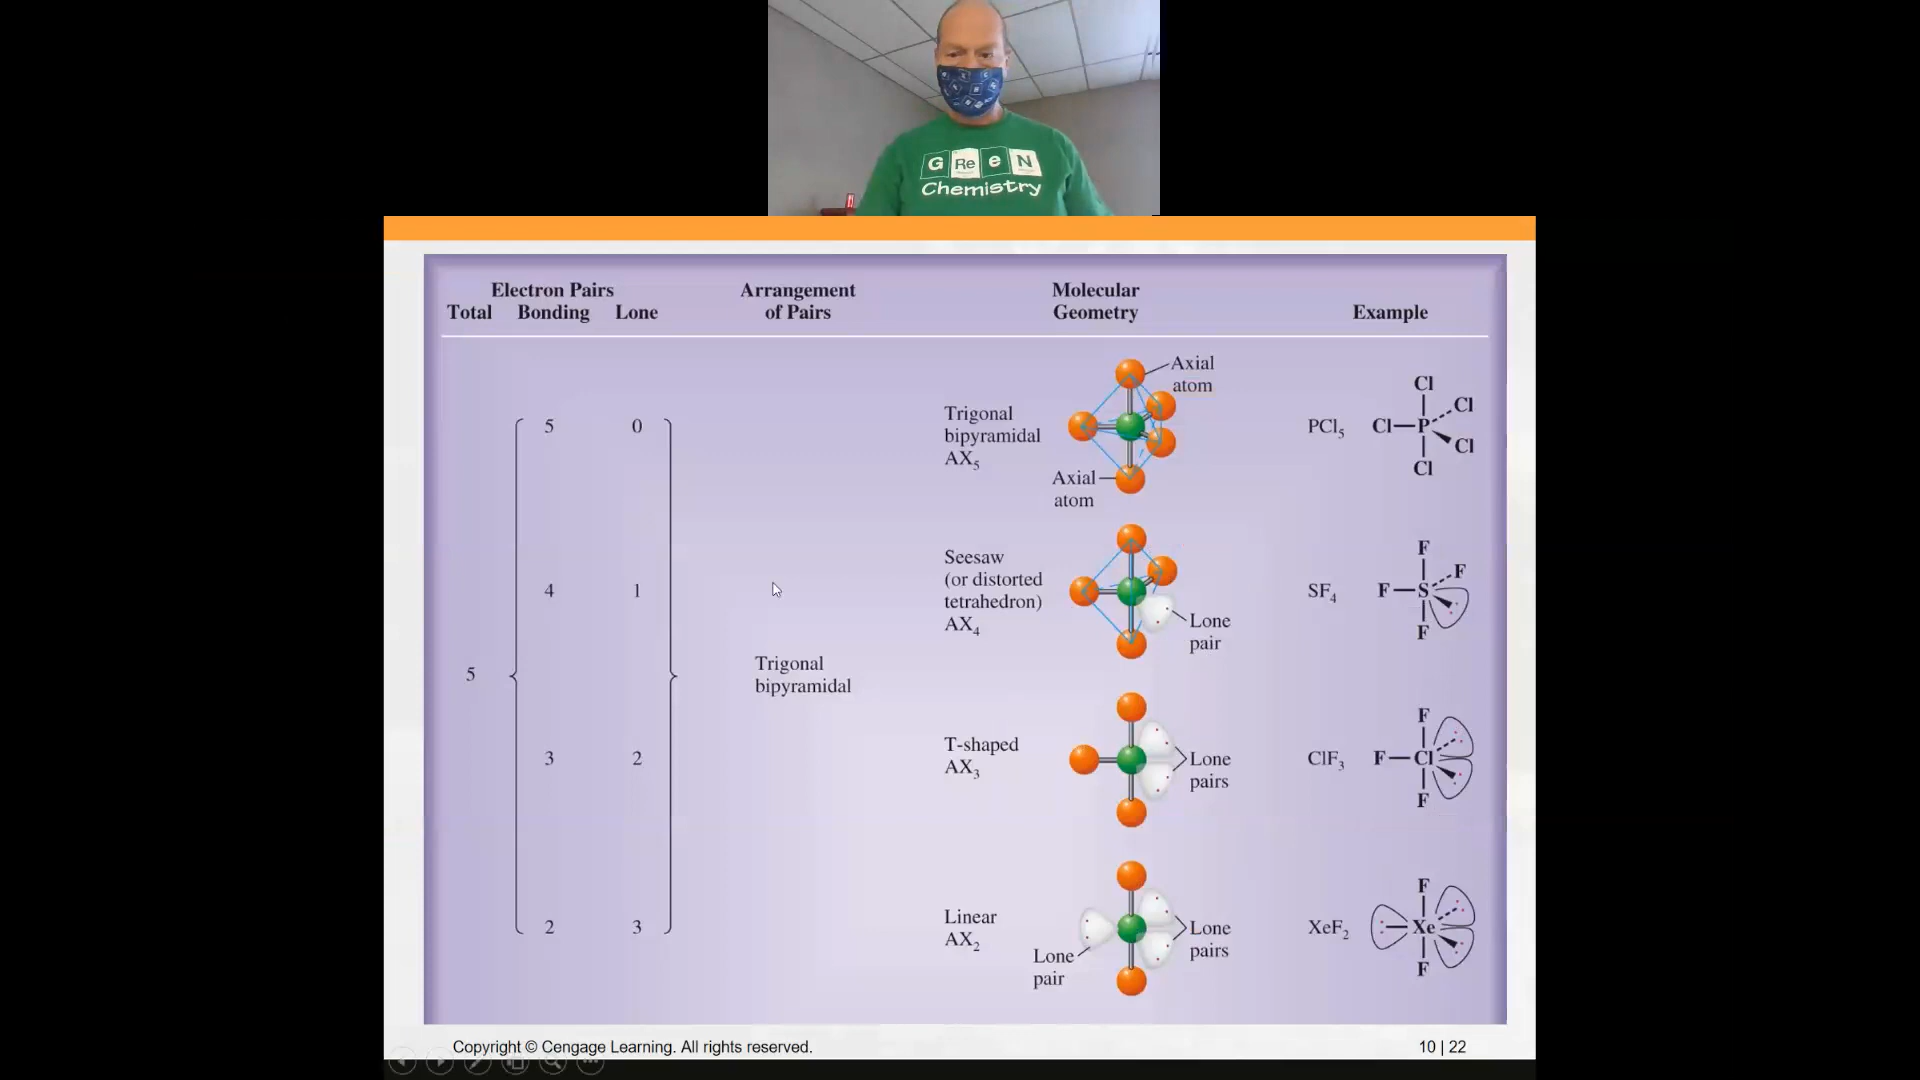 G Re e N
Chemistry
Electron Pairs
Total Bonding Lone
Arrangement
of Pairs
Molecular
Geometry
Example
5 0
Trigonal
bipyramidal
AX₅
Axial
atom
Axial
atom
PCl₅
Cl
Cl
Cl P
Cl
Cl
4 1
Seesaw
(or distorted
tetrahedron)
AX₄
Lone
pair
SF₄
F
F
F S
F
5
Trigonal
bipyramidal
3 2
T-shaped
AX₃
Lone
pairs
ClF₃
F
F Cl
F
2 3
Linear
AX₂
Lone
pair
Lone
pairs
XeF₂
F
Xe
F
Copyright © Cengage Learning. All rights reserved.
10 | 22